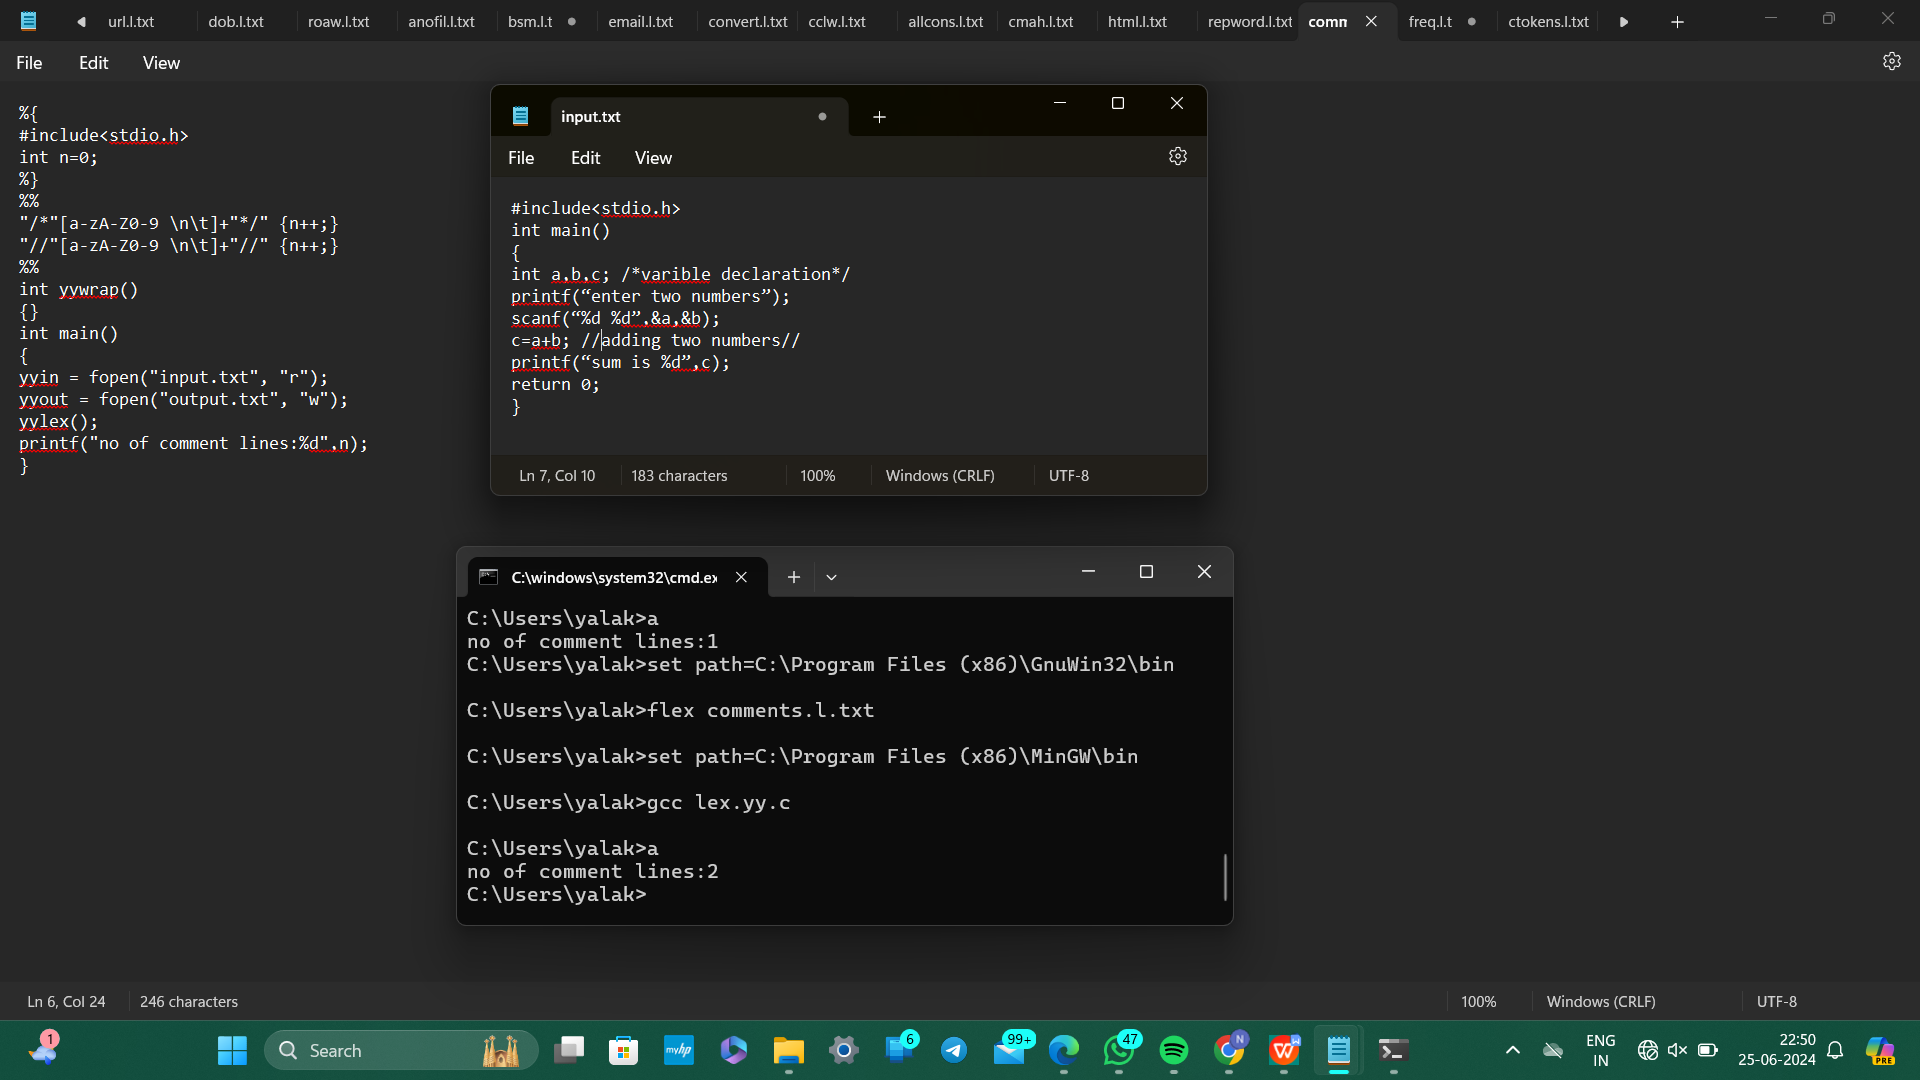 url.l.txt dob.l.txt roaw.l.txt anofil.l.txt bsm.l.t email.l.txt convert.l.txt cclw.l.txt allcons.l.txt cmah.l.txt html.l.txt repword.l.txt comm freq.l.t ctokens.l.txt
File Edit View
%{
#include<stdio.h>
int n=0;
%}
%%
"/*"[a-zA-Z0-9 \n\t]+"*/" {n++;}
"//"[a-zA-Z0-9 \n\t]+"//" {n++;}
%%
int yywrap()
{}
int main()
{
yyin = fopen("input.txt", "r");
yyout = fopen("output.txt", "w");
yylex();
printf("no of comment lines:%d",n);
}
input.txt
File Edit View
#include<stdio.h>
int main()
{
int a,b,c; /*varible declaration*/
printf(“enter two numbers”);
scanf(“%d %d”,&a,&b);
c=a+b; //adding two numbers//
printf(“sum is %d”,c);
return 0;
}
Ln 7, Col 10 183 characters 100% Windows (CRLF) UTF-8
C:\windows\system32\cmd.ex
C:\Users\yalak>a
no of comment lines:1
C:\Users\yalak>set path=C:\Program Files (x86)\GnuWin32\bin
C:\Users\yalak>flex comments.l.txt
C:\Users\yalak>set path=C:\Program Files (x86)\MinGW\bin
C:\Users\yalak>gcc lex.yy.c
C:\Users\yalak>a
no of comment lines:2
C:\Users\yalak>
Ln 6, Col 24 246 characters 100% Windows (CRLF) UTF-8
1 Search myhp 6 99+ 47 N W PRE
ENG
IN
22:50
25-06-2024